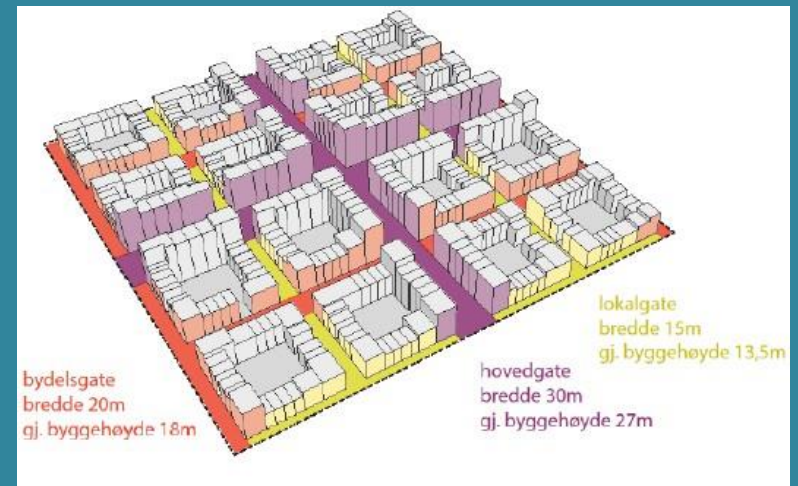 lokalgate
bredde 15m
gj. byggehøyde 13,5m
hovedgate
bredde 30m
gj. byggehøyde 27m
bydelsgate
bredde 20m
gj. byggehøyde 18m